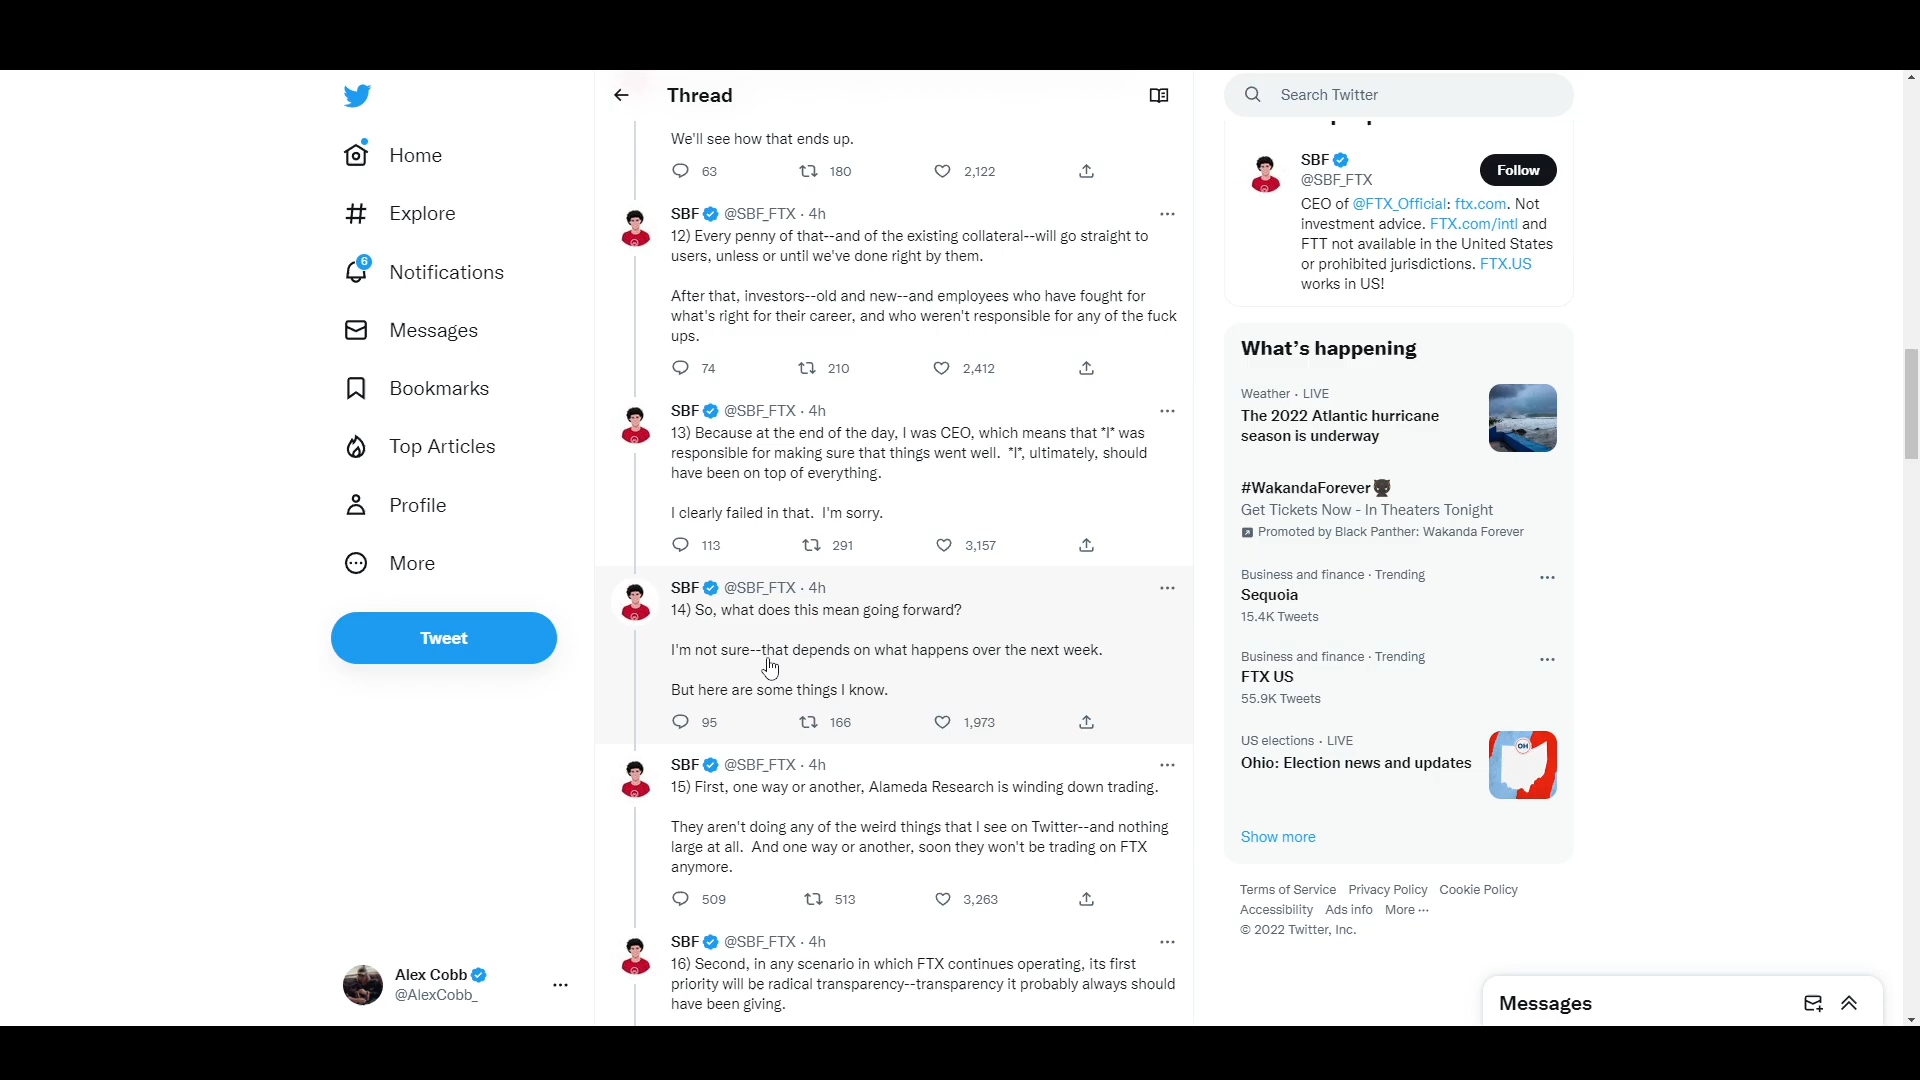 Home
Explore
6
Notifications
Messages
Bookmarks
Top Articles
Profile
More
Tweet
Alex Cobb
@AlexCobb_
Thread
We'll see how that ends up.
63 180 2,122
SBF @SBF_FTX · 4h
12) Every penny of that--and of the existing collateral--will go straight to
users, unless or until we've done right by them.
After that, investors--old and new--and employees who have fought for
what's right for their career, and who weren't responsible for any of the fuck
ups.
74 210 2,412
SBF @SBF_FTX · 4h
13) Because at the end of the day, I was CEO, which means that *I* was
responsible for making sure that things went well.  *I*, ultimately, should
have been on top of everything.
I clearly failed in that.  I'm sorry.
113 291 3,157
SBF @SBF_FTX · 4h
14) So, what does this mean going forward?
I'm not sure--that depends on what happens over the next week.
But here are some things I know.
95 166 1,973
SBF @SBF_FTX · 4h
15) First, one way or another, Alameda Research is winding down trading.
They aren't doing any of the weird things that I see on Twitter--and nothing
large at all.  And one way or another, soon they won't be trading on FTX
anymore.
509 513 3,263
SBF @SBF_FTX · 4h
16) Second, in any scenario in which FTX continues operating, its first
priority will be radical transparency--transparency it probably always should
have been giving.
Search Twitter
SBF
@SBF_FTX
Follow
CEO of @FTX_Official: ftx.com. Not
investment advice. FTX.com/intl and
FTT not available in the United States
or prohibited jurisdictions. FTX.US
works in US!
What's happening
Weather · LIVE
The 2022 Atlantic hurricane
season is underway
#WakandaForever
Get Tickets Now - In Theaters Tonight
Promoted by Black Panther: Wakanda Forever
Business and finance · Trending
Sequoia
15.4K Tweets
Business and finance · Trending
FTX US
55.9K Tweets
US elections · LIVE
Ohio: Election news and updates
OH
Show more
Terms of Service Privacy Policy Cookie Policy
Accessibility Ads info More ···
© 2022 Twitter, Inc.
Messages